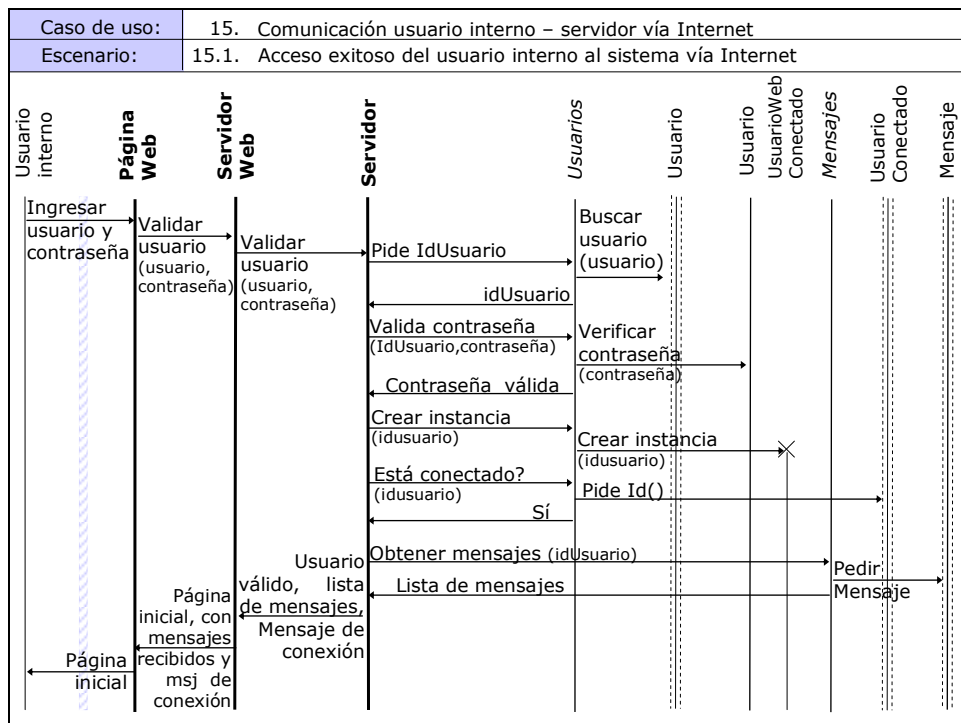 Caso de uso: 15. Comunicación usuario interno – servidor vía Internet
Escenario: 15.1. Acceso exitoso del usuario interno al sistema vía Internet
Usuario
interno
Página
Web
Servidor
Web
Servidor
Usuarios
Usuario
Usuario
UsuarioWeb
Conectado
Mensajes
Usuario
Conectado
Mensaje
Ingresar
usuario y
contraseña
Validar
usuario
(usuario,
contraseña)
Validar
usuario
(usuario,
contraseña)
Pide IdUsuario
Buscar
usuario
(usuario)
idUsuario
Valida contraseña
(IdUsuario,contraseña)
Verificar
contraseña
(contraseña)
Contraseña válida
Crear instancia
(idusuario)
Crear instancia
(idusuario)
Está conectado?
(idusuario)
Pide Id()
Sí
Obtener mensajes (idUsuario)
Pedir
Mensaje
Lista de mensajes
Usuario
válido, lista
de mensajes,
Mensaje de
conexión
Página
inicial, con
mensajes
recibidos y
msj de
conexión
Página
inicial